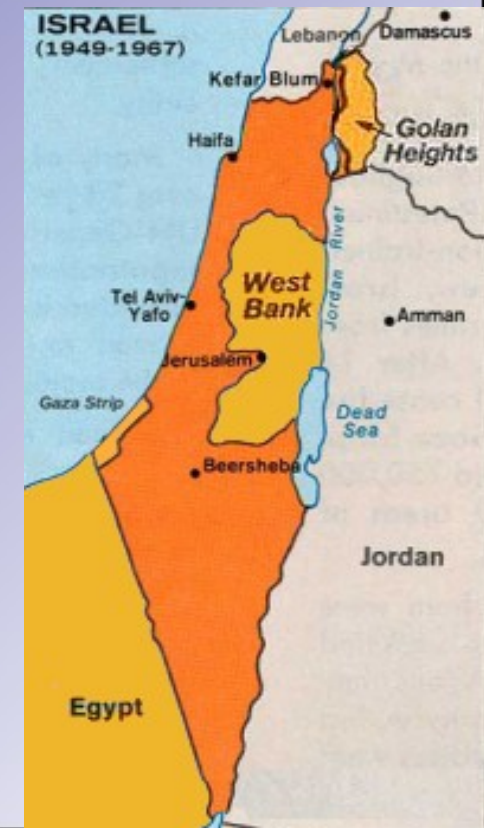 ISRAEL
(1949-1967)
Lebanon
Damascus
Kefar Blum
Golan
Heights
Haifa
Jordan River
West
Bank
Tel Aviv-
Yafo
Amman
Jerusalem
Gaza Strip
Dead
Sea
Beersheba
Jordan
Egypt